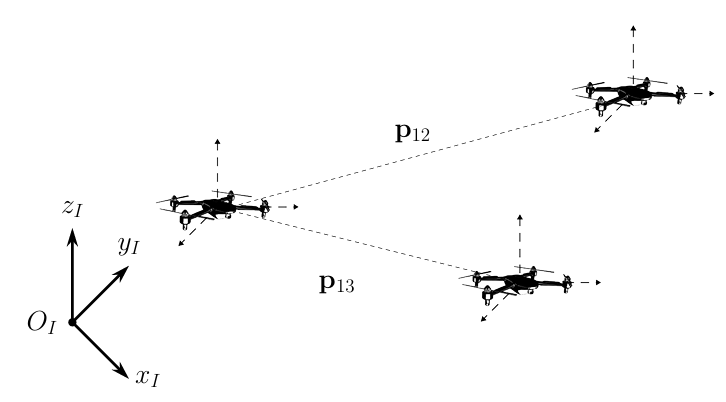 p₁₂
z_I
y_I
p₁₃
O_I
x_I